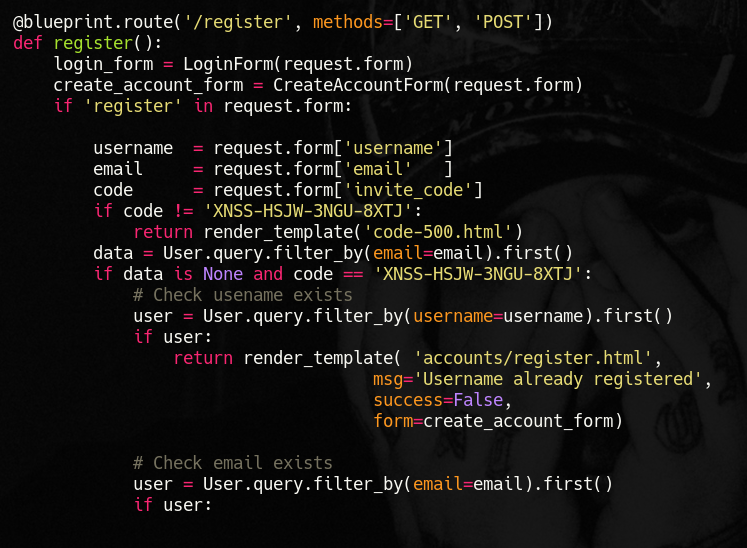 @blueprint.route('/register', methods=['GET', 'POST'])
def register():
    login_form = LoginForm(request.form)
    create_account_form = CreateAccountForm(request.form)
    if 'register' in request.form:

        username  = request.form['username']
        email     = request.form['email'   ]
        code      = request.form['invite_code']
        if code != 'XNSS-HSJW-3NGU-8XTJ':
            return render_template('code-500.html')
        data = User.query.filter_by(email=email).first()
        if data is None and code == 'XNSS-HSJW-3NGU-8XTJ':
            # Check usename exists
            user = User.query.filter_by(username=username).first()
            if user:
                return render_template( 'accounts/register.html',
                                    msg='Username already registered',
                                    success=False,
                                    form=create_account_form)

            # Check email exists
            user = User.query.filter_by(email=email).first()
            if user: